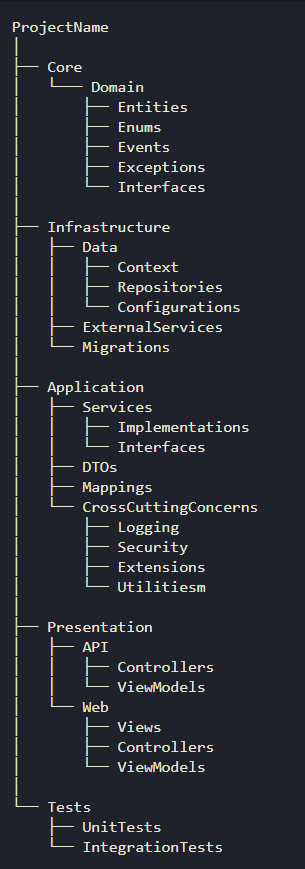 ProjectName
│
├── Core
│   └─── Domain
│       ├── Entities
│       ├── Enums
│       ├── Events
│       ├── Exceptions
│       └── Interfaces
│
├── Infrastructure
│   ├── Data
│   │   ├── Context
│   │   ├── Repositories
│   │   └── Configurations
│   ├── ExternalServices
│   └── Migrations
│
├── Application
│   ├── Services
│   │   ├── Implementations
│   │   └── Interfaces
│   ├── DTOs
│   ├── Mappings
│   └── CrossCuttingConcerns
│       ├── Logging
│       ├── Security
│       ├── Extensions
│       └── Utilitiesm
│
├── Presentation
│   ├── API
│   │   ├── Controllers
│   │   └── ViewModels
│   └── Web
│       ├── Views
│       ├── Controllers
│       └── ViewModels
│
└── Tests
    ├── UnitTests
    └── IntegrationTests